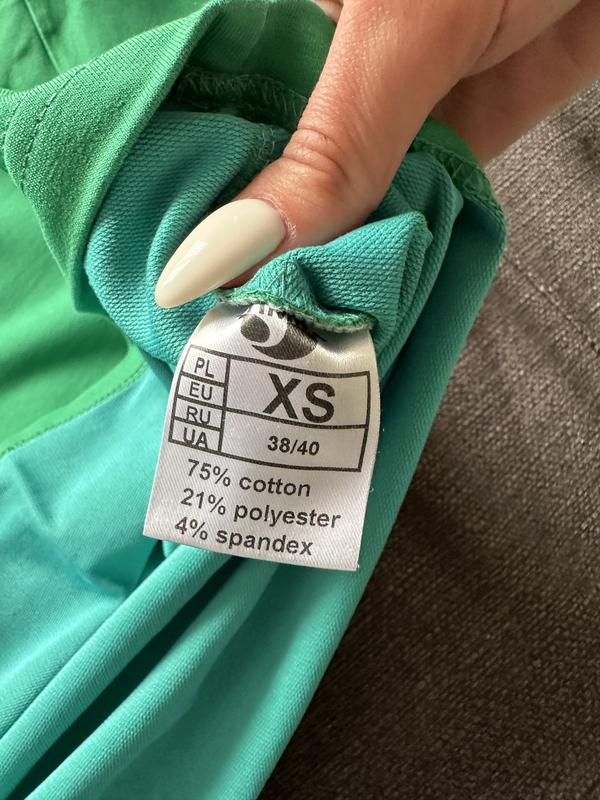 PL
EU
XS
RU
UA
38/40
75% cotton
21% polyester
4% spandex